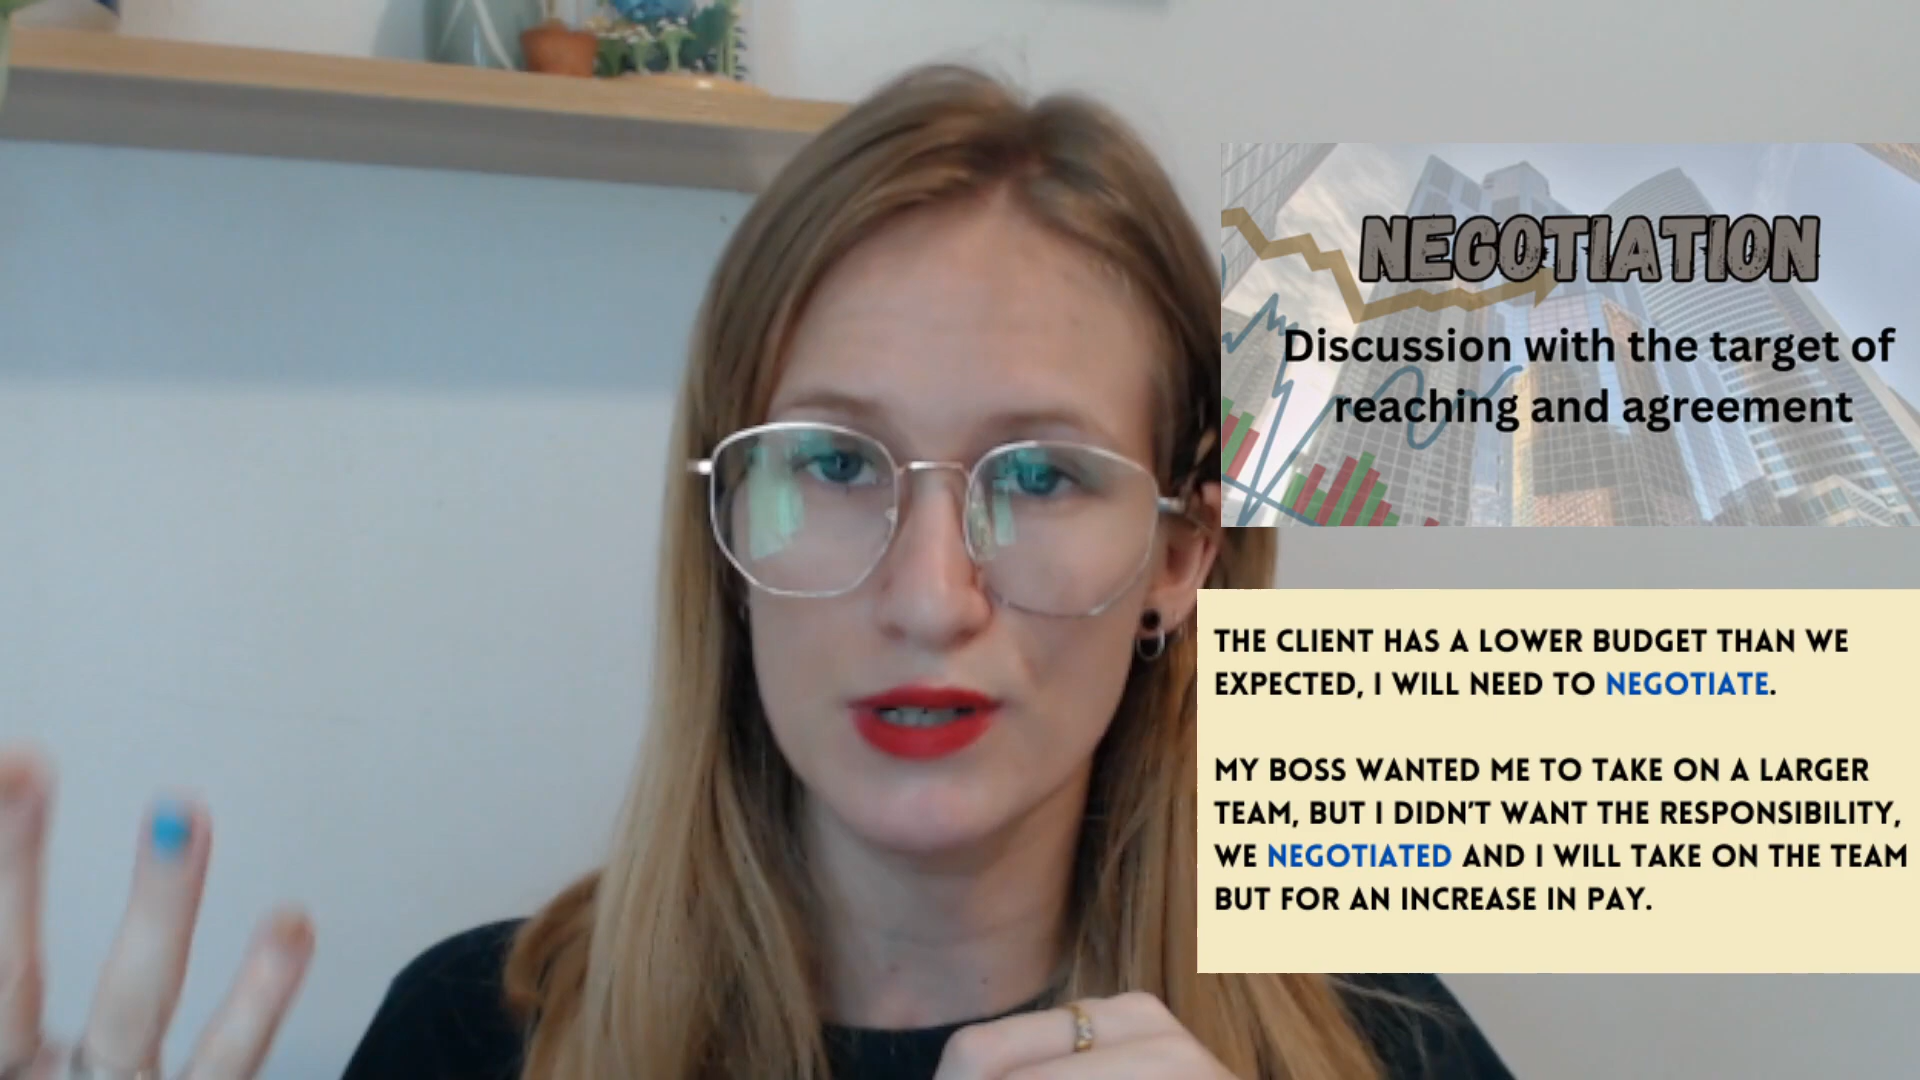 NEGOTIATION
Discussion with the target of
reaching and agreement
THE CLIENT HAS A LOWER BUDGET THAN WE
EXPECTED, I WILL NEED TO NEGOTIATE.
MY BOSS WANTED ME TO TAKE ON A LARGER
TEAM, BUT I DIDN'T WANT THE RESPONSIBILITY,
WE NEGOTIATED AND I WILL TAKE ON THE TEAM
BUT FOR AN INCREASE IN PAY.